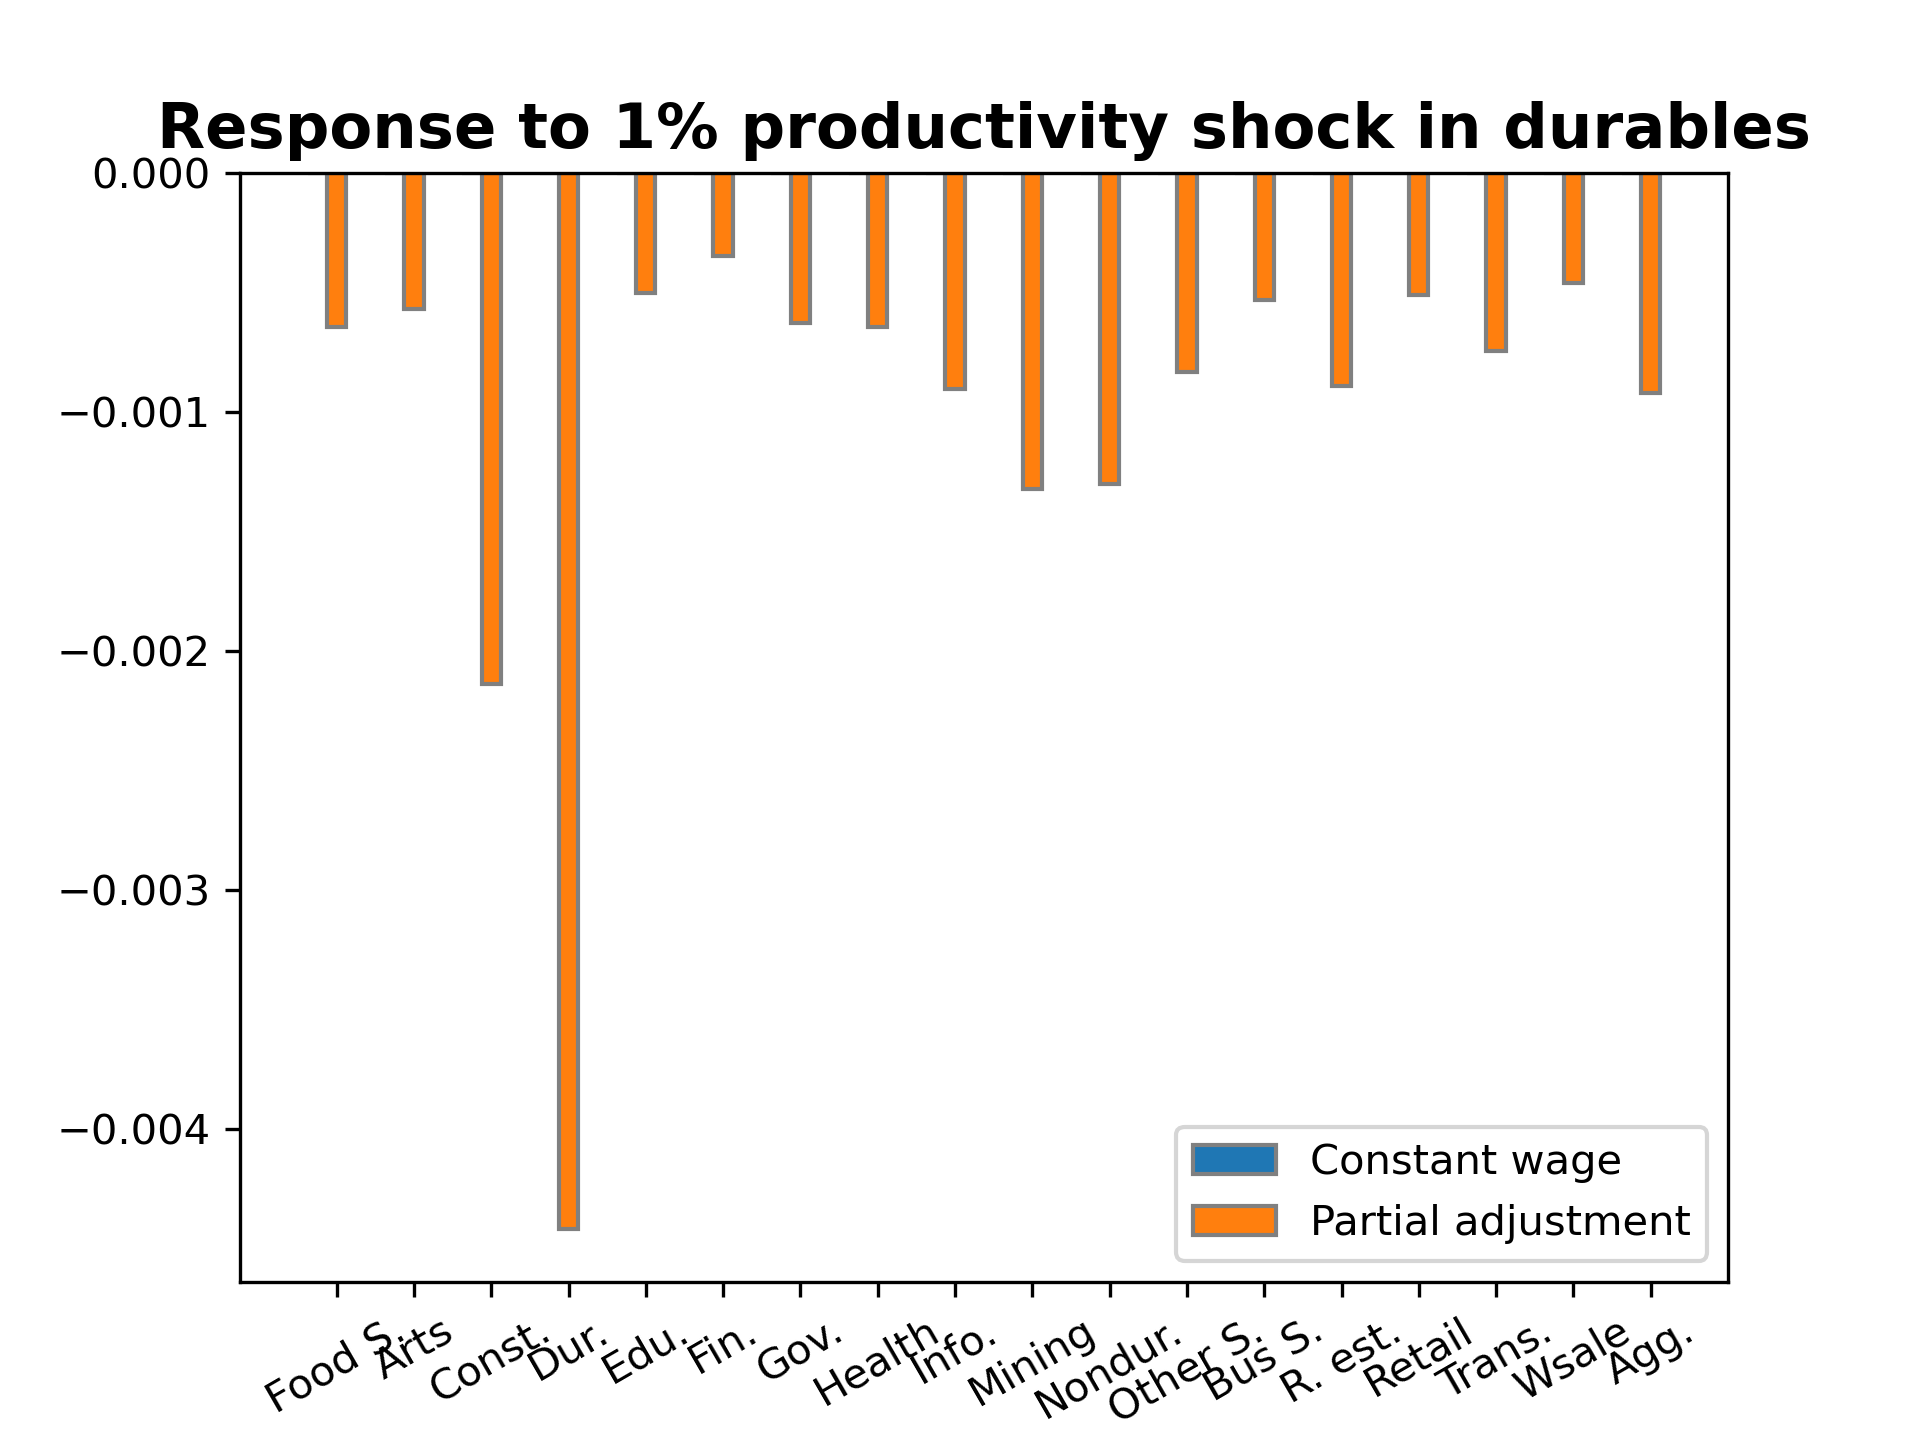 Response to 1% productivity shock in durables
0.000
−0.001
−0.002
−0.003
−0.004
Constant wage
Partial adjustment
Food S.
Arts
Const.
Dur.
Edu.
Fin.
Gov.
Health
Info.
Mining
Nondur.
Other S.
Bus S.
R. est.
Retail
Trans.
Wsale
Agg.